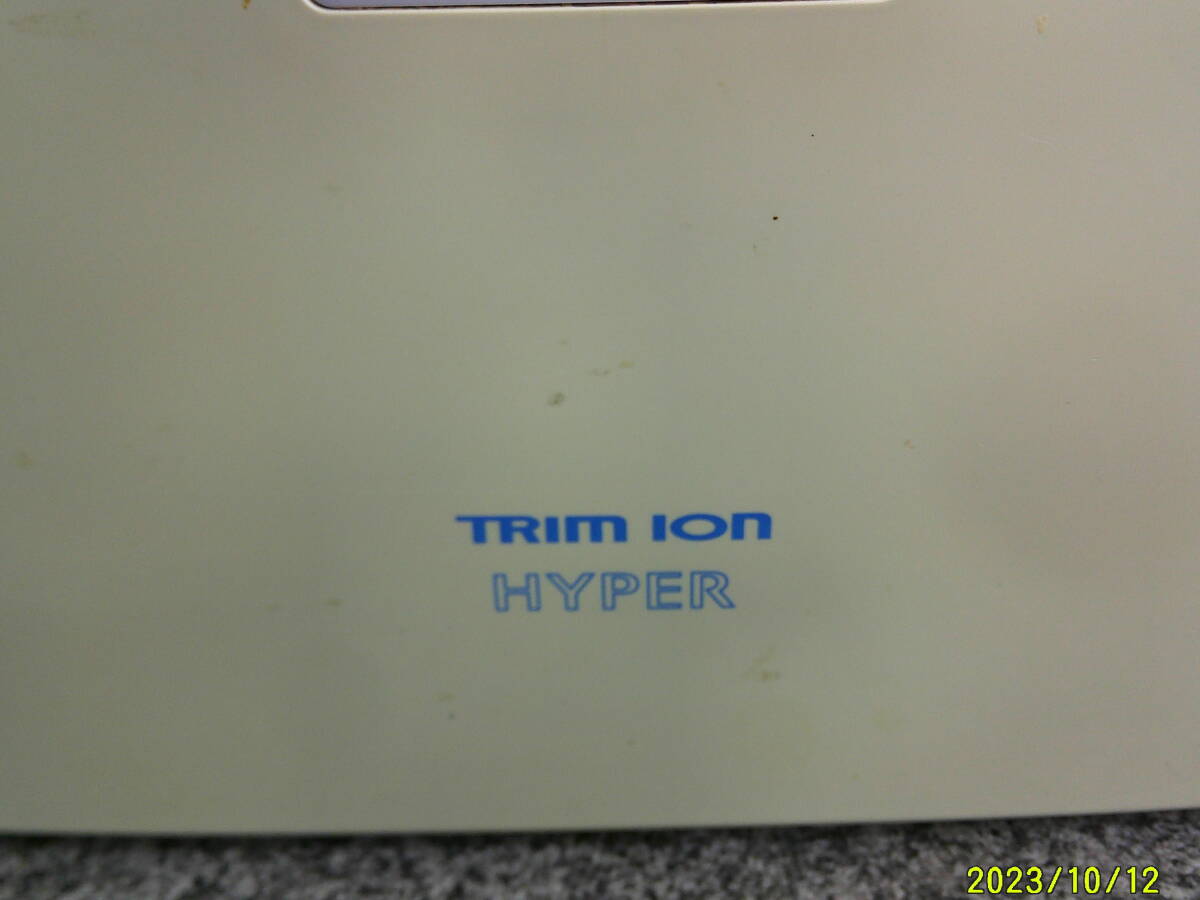 TRIM ION
HYPER
2023/10/12